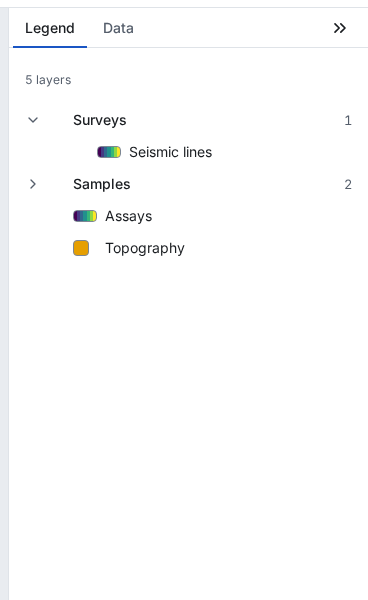 Legend Data
5 layers
Surveys 1
Seismic lines
Samples 2
Assays
Topography